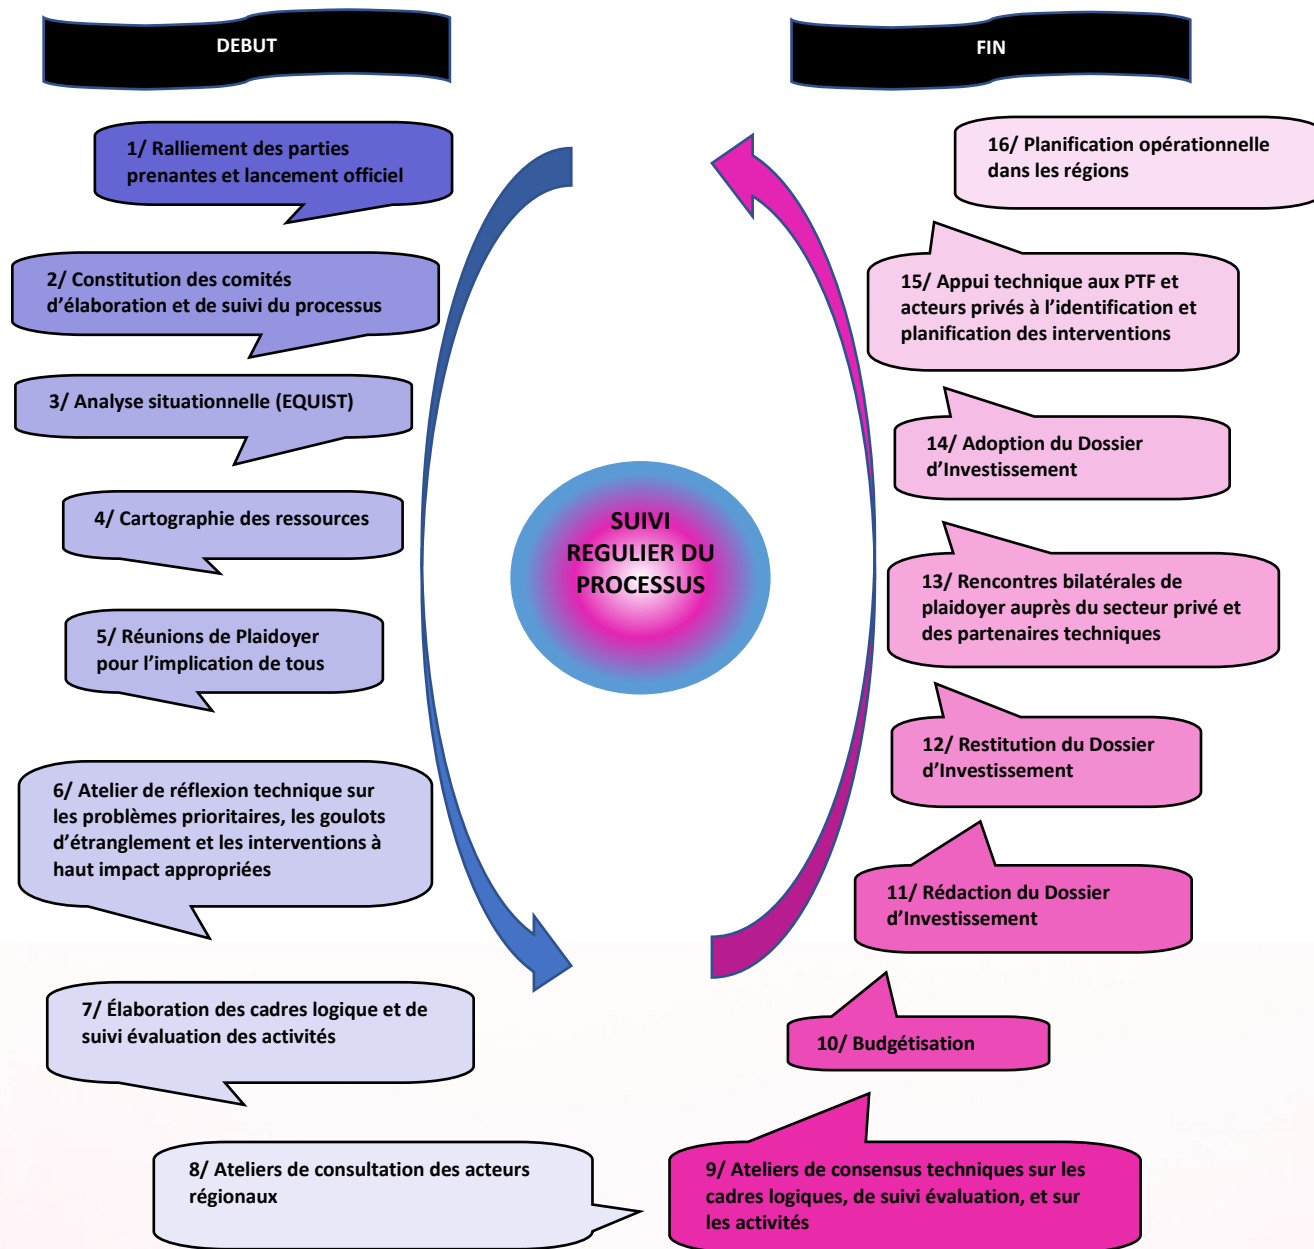 DEBUT
FIN
1/ Ralliement des parties
prenantes et lancement officiel
2/ Constitution des comités
d’élaboration et de suivi du processus
3/ Analyse situationnelle (EQUIST)
4/ Cartographie des ressources
5/ Réunions de Plaidoyer
pour l’implication de tous
6/ Atelier de réflexion technique sur
les problèmes prioritaires, les goulots
d’étranglement et les interventions à
haut impact appropriées
7/ Élaboration des cadres logique et de
suivi évaluation des activités
8/ Ateliers de consultation des acteurs
régionaux
SUIVI
REGULIER DU
PROCESSUS
9/ Ateliers de consensus techniques sur les
cadres logiques, de suivi évaluation, et sur
les activités
10/ Budgétisation
11/ Rédaction du Dossier
d’Investissement
12/ Restitution du Dossier
d’Investissement
13/ Rencontres bilatérales de
plaidoyer auprès du secteur privé et
des partenaires techniques
14/ Adoption du Dossier
d’Investissement
15/ Appui technique aux PTF et
acteurs privés à l’identification et
planification des interventions
16/ Planification opérationnelle
dans les régions